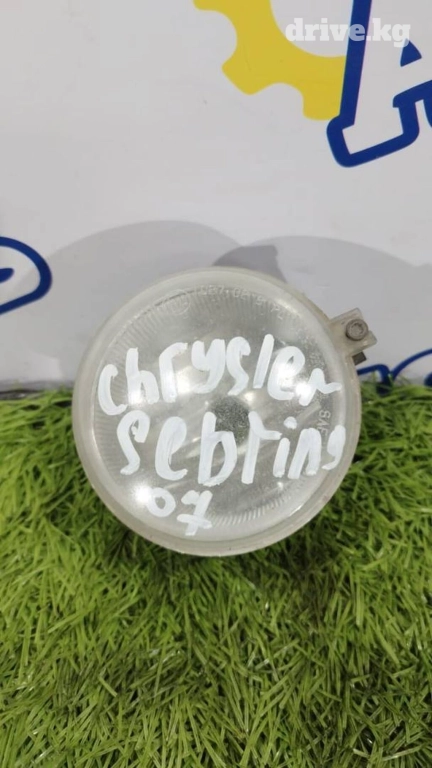 drive.kg
chrysler
sebring
07